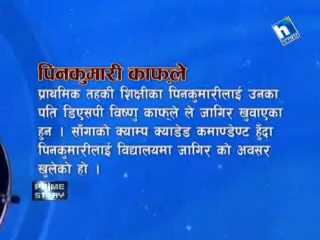 h
पिनकुमारी काफ्ले
प्राथमिक तहकी शिक्षीका पिनकुमारीलाई उनका
पति डिएसपी विष्णु काफ्ले ले जागिर खुवाएका
हुन । साँगाको क्याम्प क्याडेड कमाण्डेण्ट हुँदा
पिनकुमारीलाई विद्यालयमा जागिर को अवसर
खुलेको हो ।
PRIME
STORY